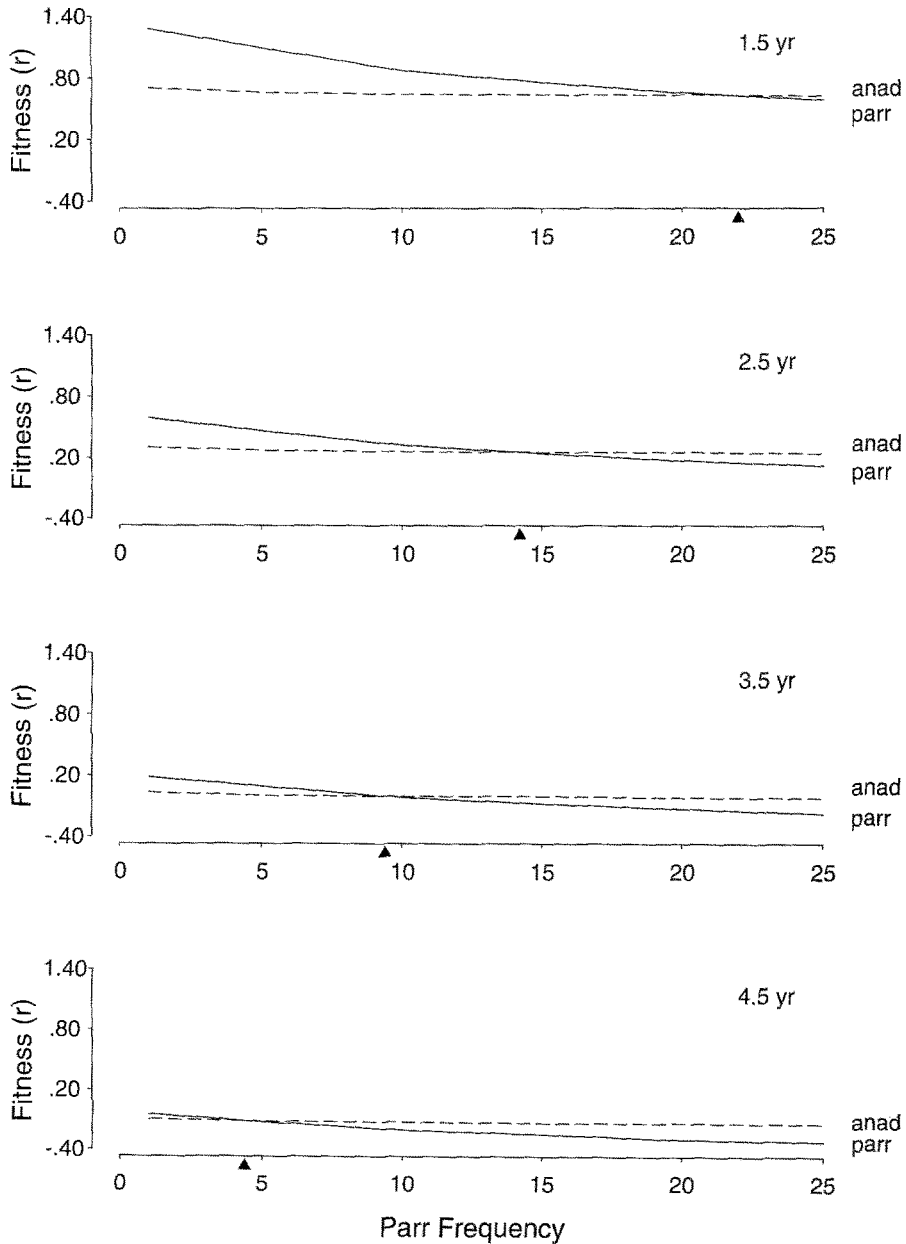 Fitness (r)
1.40
.80
.20
-.40
1.5 yr
anad
parr
0 5 10 15 20 25
Fitness (r)
1.40
.80
.20
-.40
2.5 yr
anad
parr
0 5 10 15 20 25
Fitness (r)
1.40
.80
.20
-.40
3.5 yr
anad
parr
0 5 10 15 20 25
Fitness (r)
1.40
.80
.20
-.40
4.5 yr
anad
parr
0 5 10 15 20 25
Parr Frequency